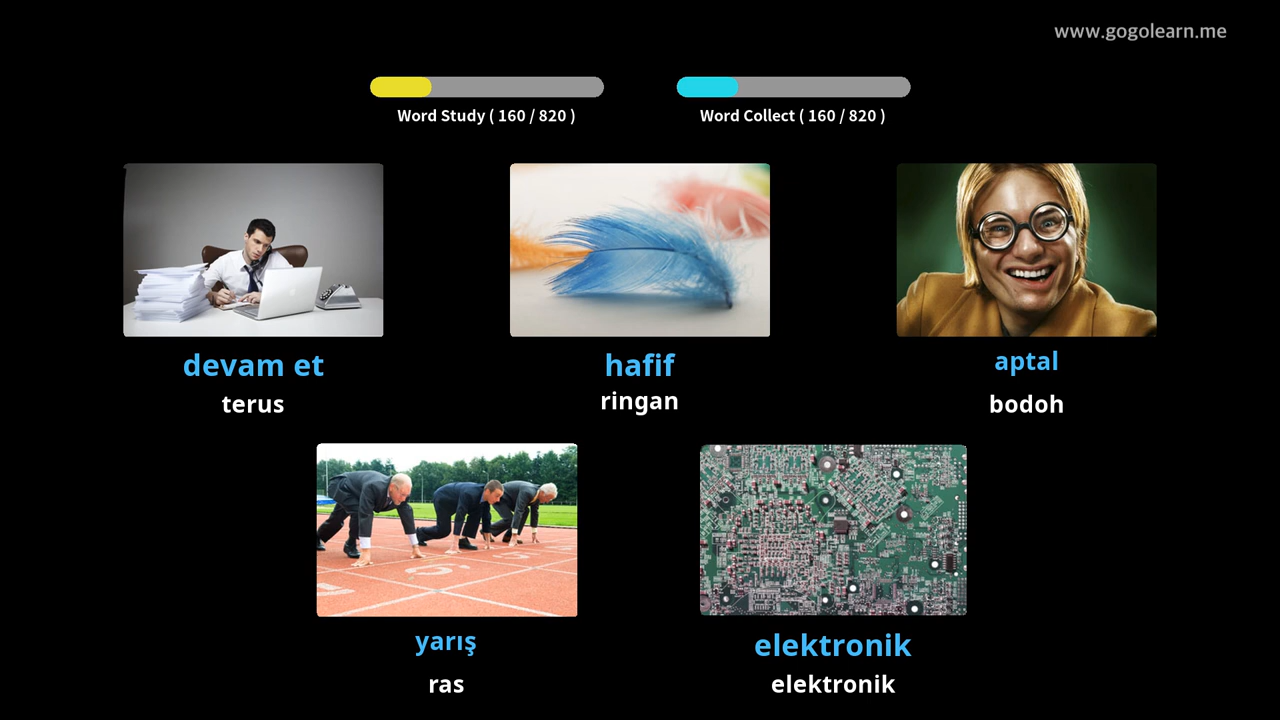 www.gogolearn.me
Word Study ( 160 / 820 )
Word Collect ( 160 / 820 )
devam et
terus
hafif
ringan
aptal
bodoh
yarış
ras
elektronik
elektronik